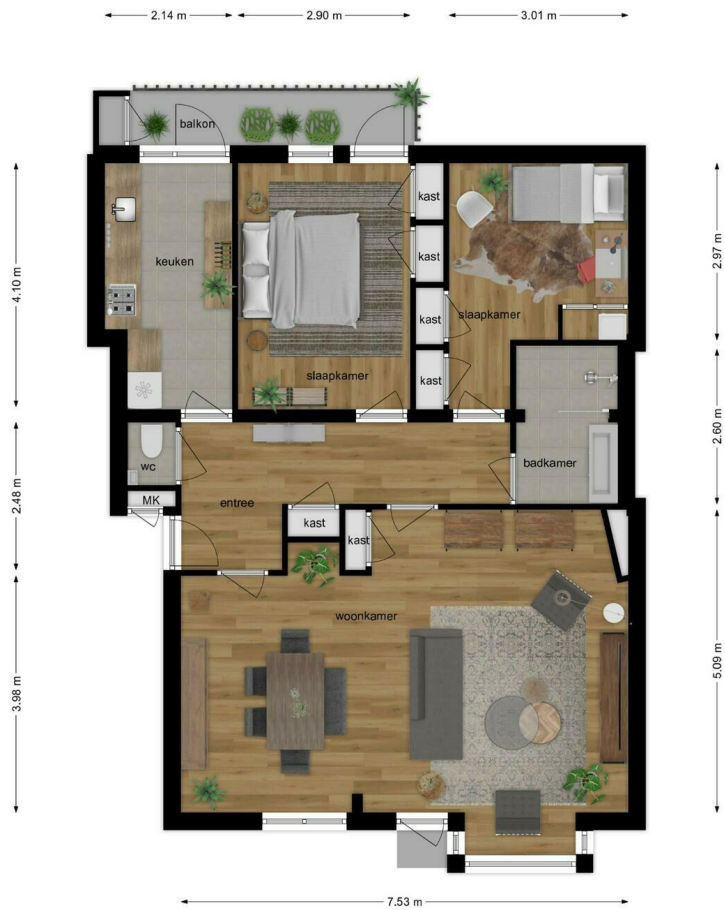 2.14 m
2.90 m
3.01 m
balkon
4.10 m
2.97 m
kast
keuken
kast
slaapkamer
kast
kast
slaapkamer
2.60 m
wc
badkamer
2.48 m
MK
entree
kast
kast
woonkamer
5.09 m
3.98 m
7.53 m